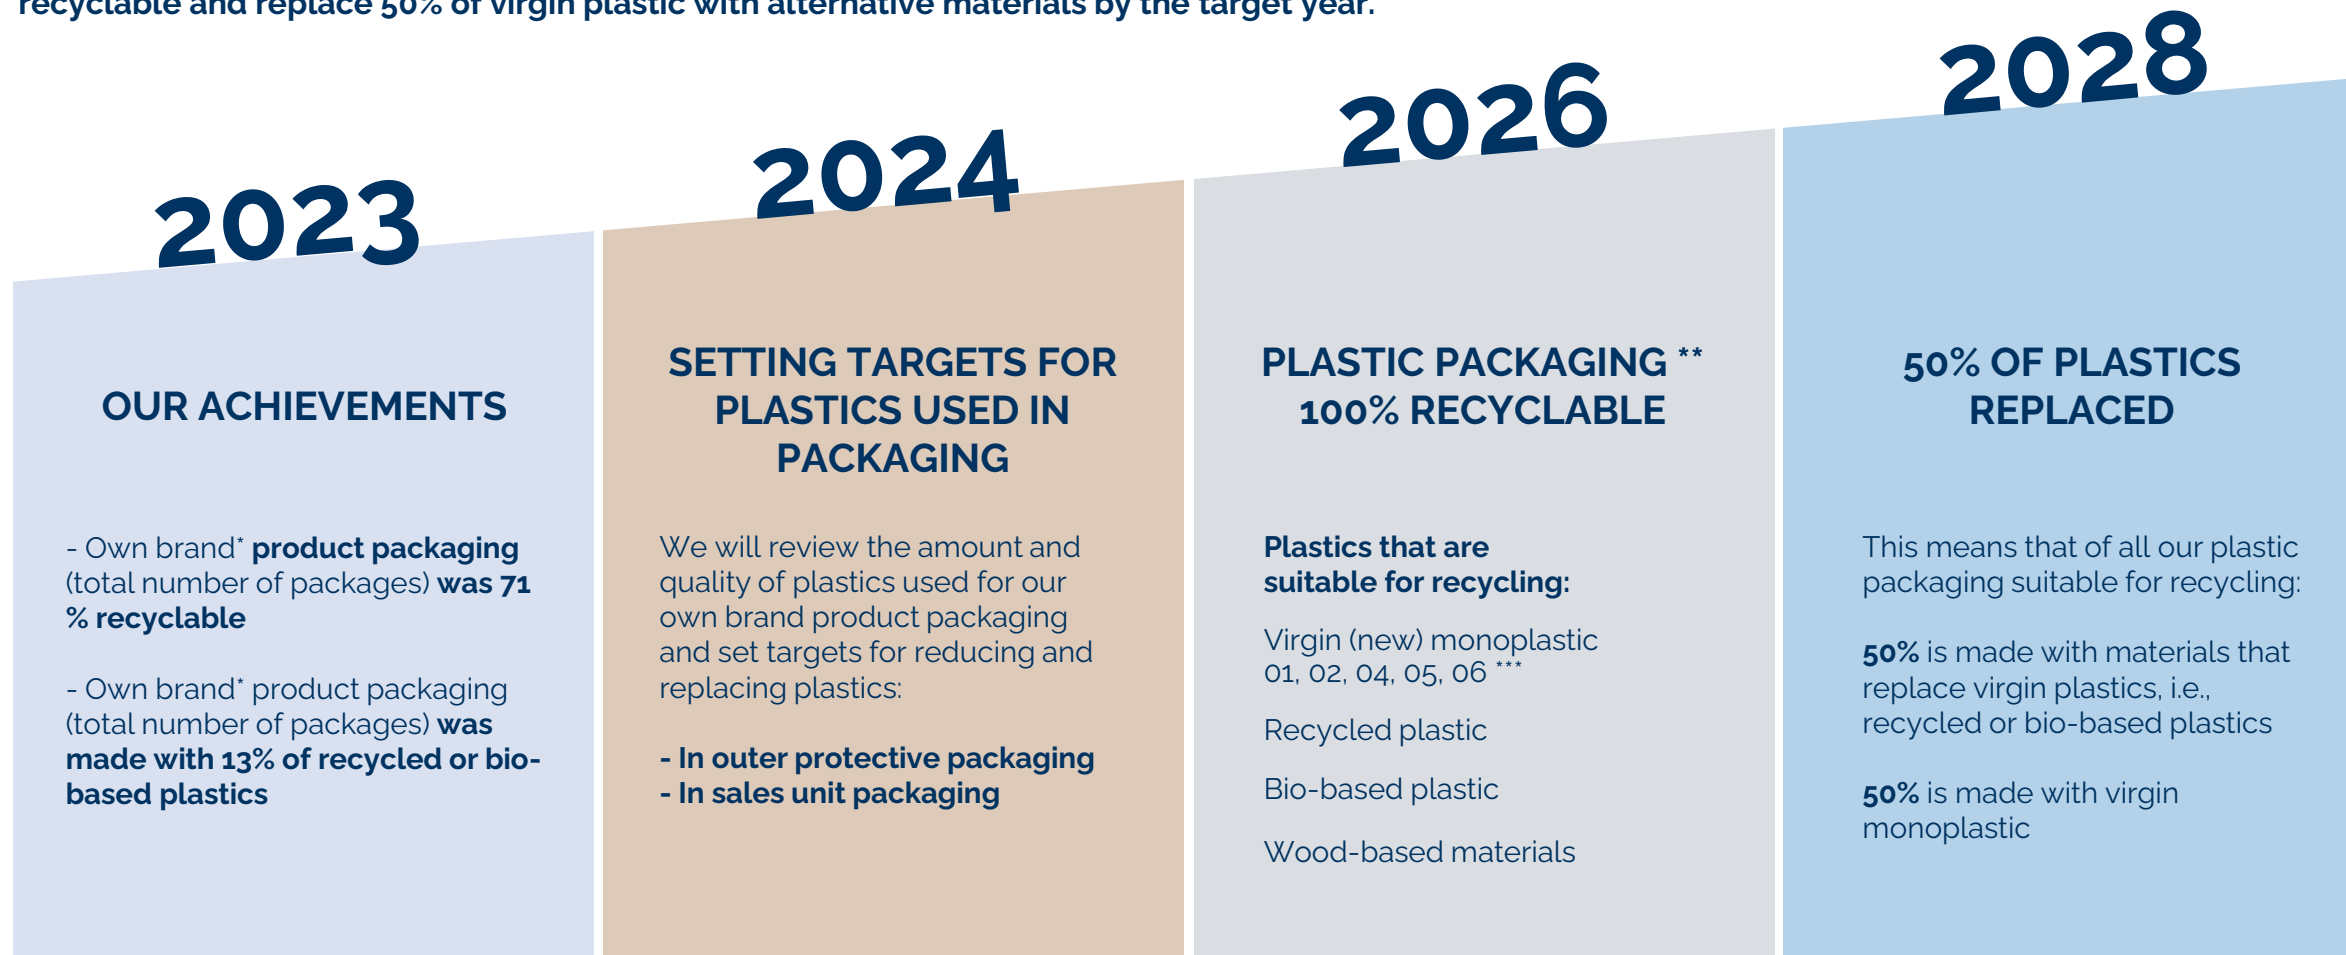 recyclable and replace 50% of virgin plastic with alternative materials by the target year.
2023
OUR ACHIEVEMENTS
- Own brand* product packaging
(total number of packages) was 71
% recyclable
- Own brand* product packaging
(total number of packages) was
made with 13% of recycled or bio-
based plastics
2024
SETTING TARGETS FOR
PLASTICS USED IN
PACKAGING
We will review the amount and
quality of plastics used for our
own brand product packaging
and set targets for reducing and
replacing plastics:
- In outer protective packaging
- In sales unit packaging
2026
PLASTIC PACKAGING **
100% RECYCLABLE
Plastics that are
suitable for recycling:
Virgin (new) monoplastic
01, 02, 04, 05, 06 ***
Recycled plastic
Bio-based plastic
Wood-based materials
2028
50% OF PLASTICS
REPLACED
This means that of all our plastic
packaging suitable for recycling:
50% is made with materials that
replace virgin plastics, i.e.,
recycled or bio-based plastics
50% is made with virgin
monoplastic